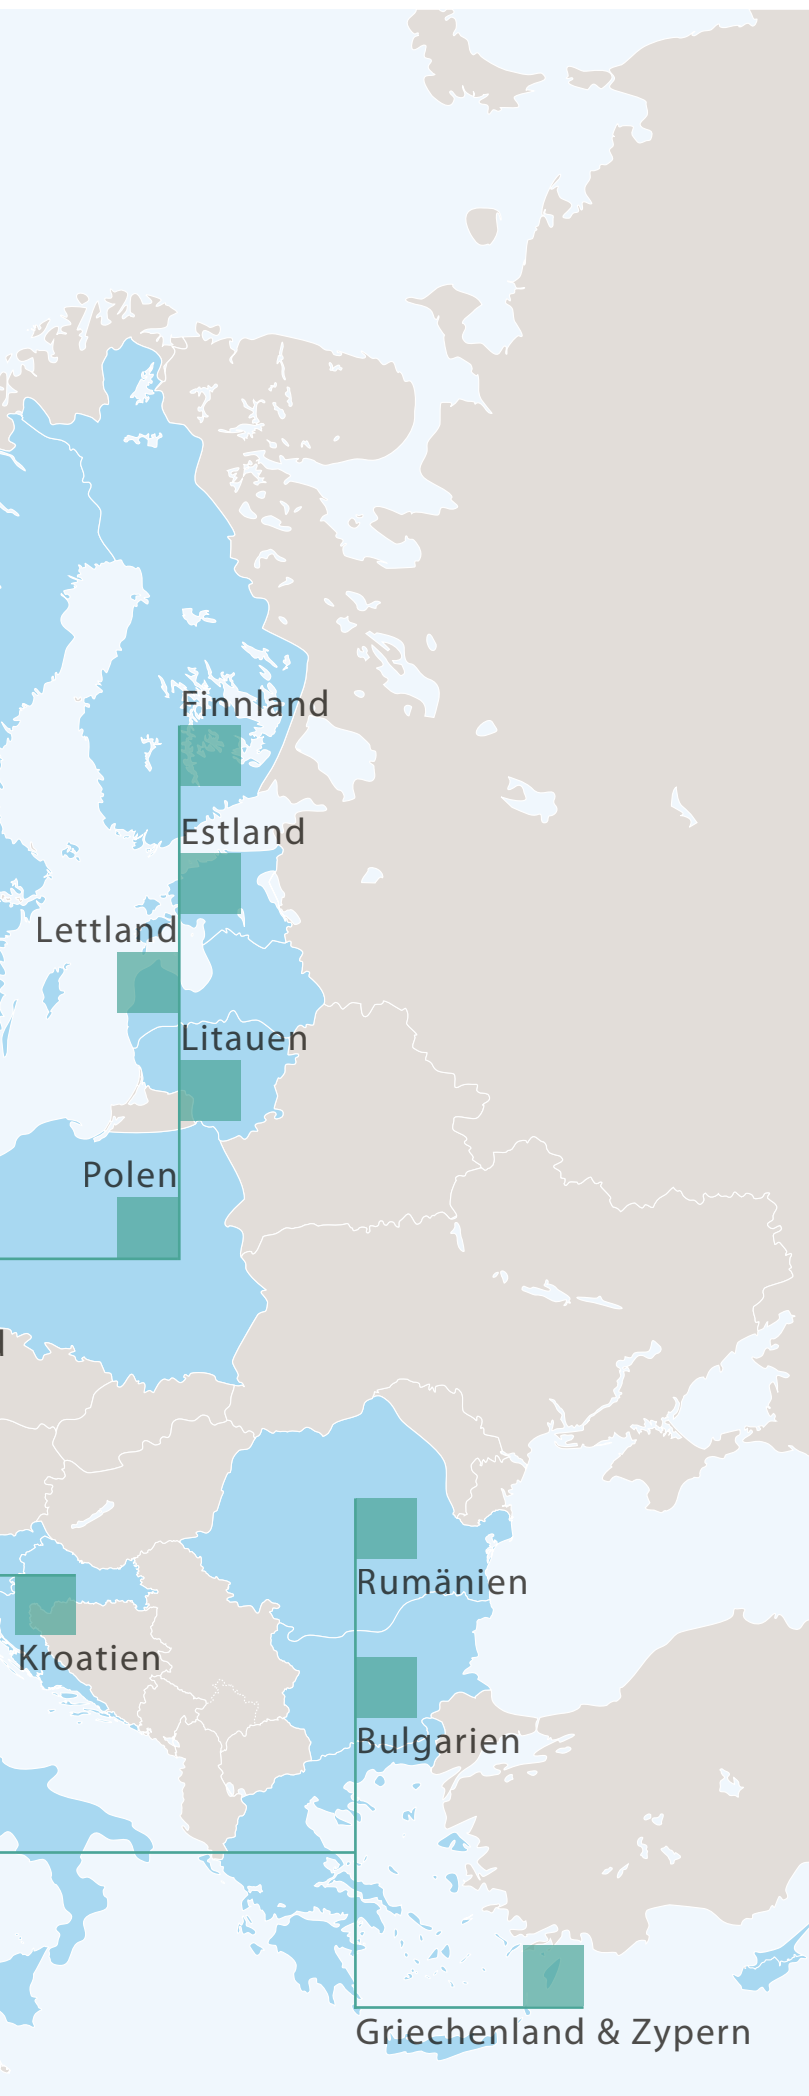 Finnland
Estland
Lettland
Litauen
Polen
Rumänien
Kroatien
Bulgarien
Griechenland & Zypern